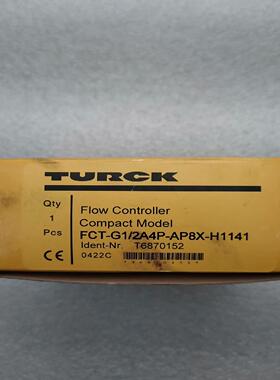 TURCK
Qty
1
Pcs
Flow Controller
Compact Model
FCT-G1/2A4P-AP8X-H1141
Ident-Nr. T6870152
CE 0422C